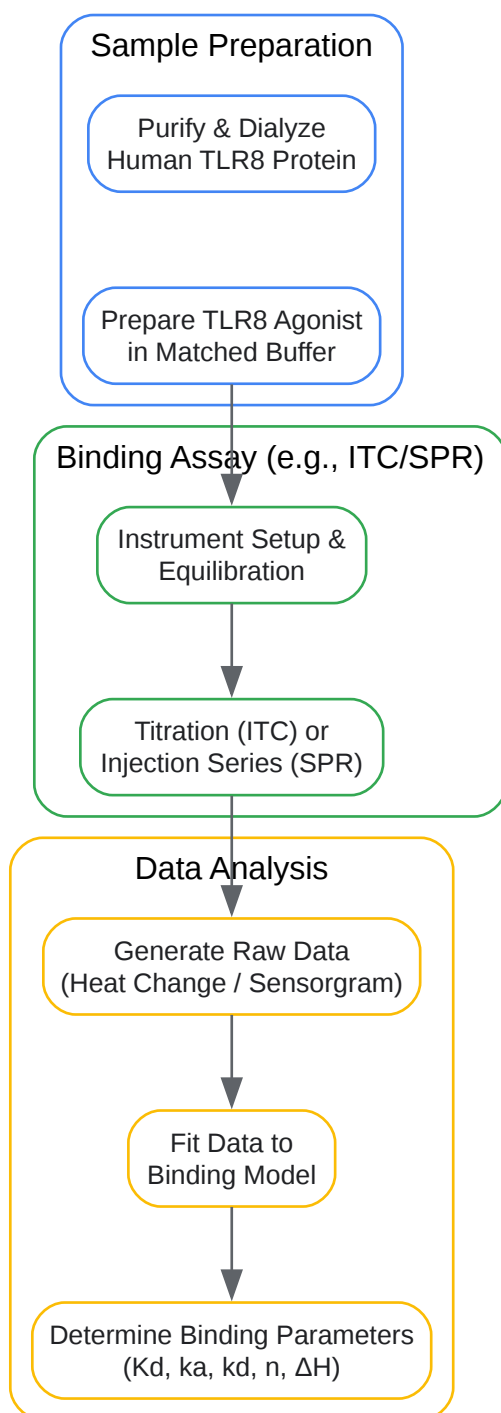 Sample Preparation
Purify & Dialyze
Human TLR8 Protein
Prepare TLR8 Agonist
in Matched Buffer
Binding Assay (e.g., ITC/SPR)
Instrument Setup &
Equilibration
Titration (ITC) or
Injection Series (SPR)
Data Analysis
Generate Raw Data
(Heat Change / Sensorgram)
Fit Data to
Binding Model
Determine Binding Parameters
(Kd, ka, kd, n, ΔH)